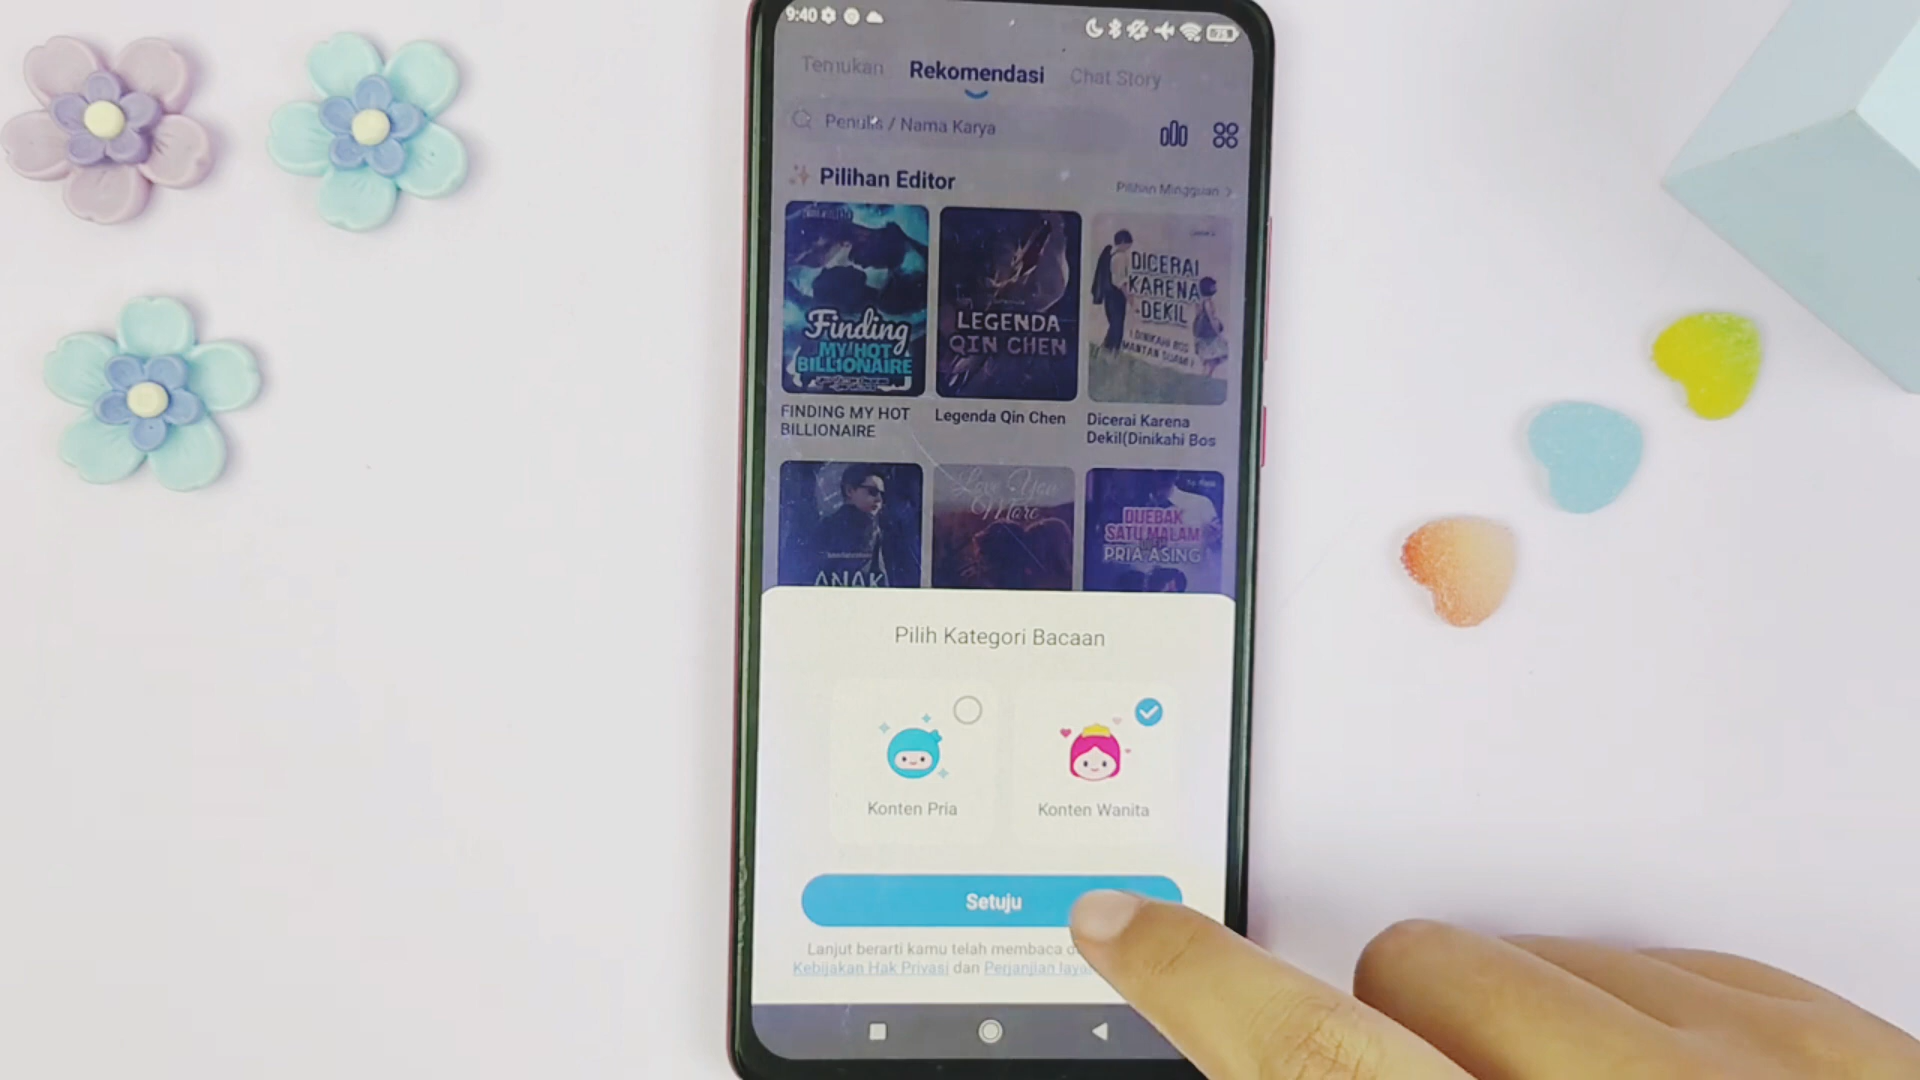 9:40
Temukan Rekomendasi Chat Story
Penulis / Nama Karya
Pilihan Editor
Pilihan Mingguan >
Finding
MY HOT
BILLIONAIRE
LEGENDA
QIN CHEN
DICERAI
KARENA
DEKIL
FINDING MY HOT
BILLIONAIRE
Legenda Qin Chen
Dicerai Karena
Dekil(Dinikahi Bos
ANAK
Love You
More
DIJEBAK
SATU MALAM
PRIA ASING
Pilih Kategori Bacaan
Konten Pria
Konten Wanita
Setuju
Lanjut berarti kamu telah membaca
Kebijakan Hak Privasi dan Perjanjian